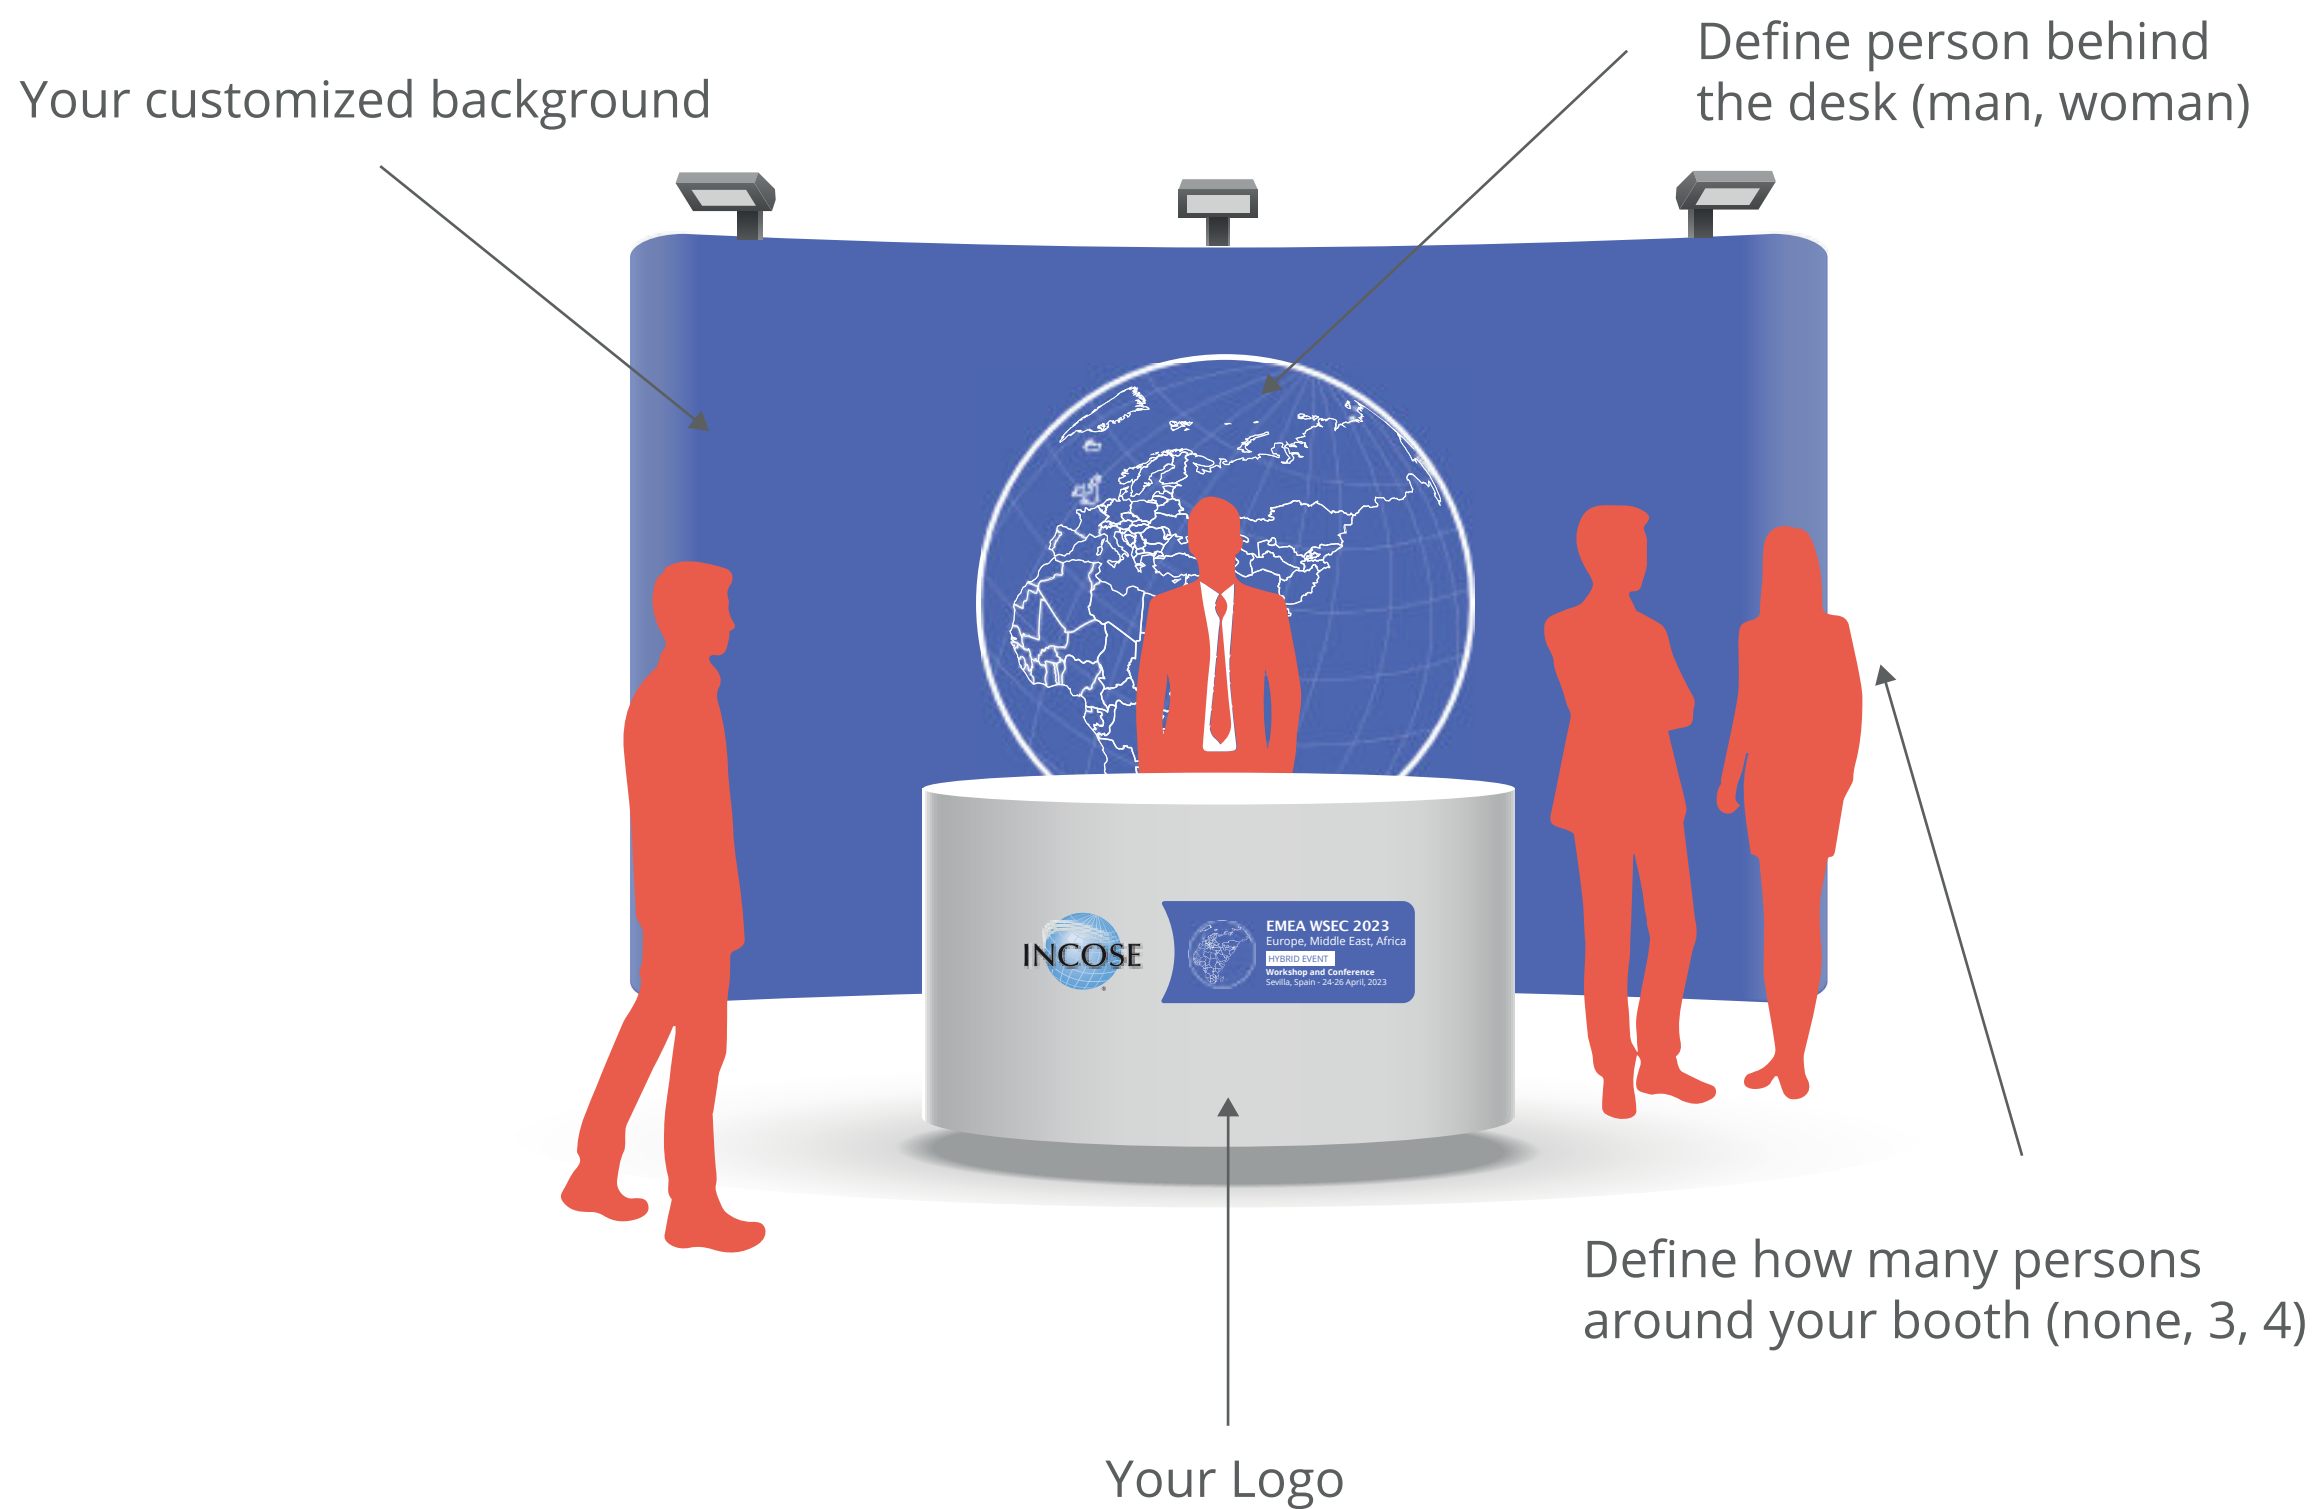 Define person behind
the desk (man, woman)
Your customized background
INCOSE
EMEA WSEC 2023
Europe, Middle East, Africa
HYBRID EVENT
Workshop and Conference
Sevilla, Spain - 24-26 April, 2023
Define how many persons
around your booth (none, 3, 4)
Your Logo